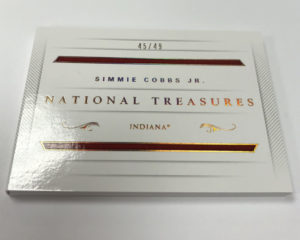 45/49
SIMMIE COBBS JR.
NATIONAL TREASURES
INDIANA®